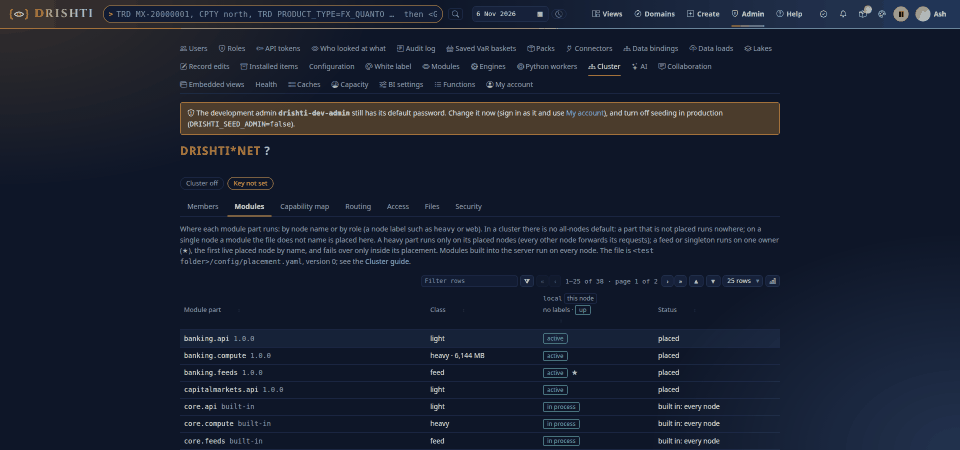 DRISHTI
> TRD MX-20000001, CPTY north, TRD PRODUCT_TYPE=FX_QUANTO … then <G
6 Nov 2026
Views Domains Create Admin Help Ash
Users Roles API tokens Who looked at what Audit log Saved VaR baskets Packs Connectors Data bindings Data loads Lakes
Record edits Installed items Configuration White label Modules Engines Python workers Cluster AI Collaboration
Embedded views Health Caches Capacity BI settings Functions My account
The development admin drishti-dev-admin still has its default password. Change it now (sign in as it and use My account), and turn off seeding in production
(DRISHTI_SEED_ADMIN=false).
DRISHTI*NET ?
Cluster off Key not set
Members Modules Capability map Routing Access Files Security
Where each module part runs: by node name or by role (a node label such as heavy or web). In a cluster there is no all-nodes default: a part that is not placed runs nowhere; on a
single node a module the file does not name is placed here. A heavy part runs only on its placed nodes (every other node forwards its requests); a feed or singleton runs on one owner
(★), the first live placed node by name, and fails over only inside its placement. Modules built into the server run on every node. The file is <test
folder>/config/placement.yaml, version 0; see the Cluster guide.
Filter rows « ‹ 1–25 of 38 · page 1 of 2 › » ▲ ▼ 25 rows
local this node
Module part Class no labels · up Status
banking.api 1.0.0 light active placed
banking.compute 1.0.0 heavy · 6,144 MB active placed
banking.feeds 1.0.0 feed active ★ placed
capitalmarkets.api 1.0.0 light active placed
core.api built-in light in process built in: every node
core.compute built-in heavy in process built in: every node
core.feeds built-in feed in process built in: every node